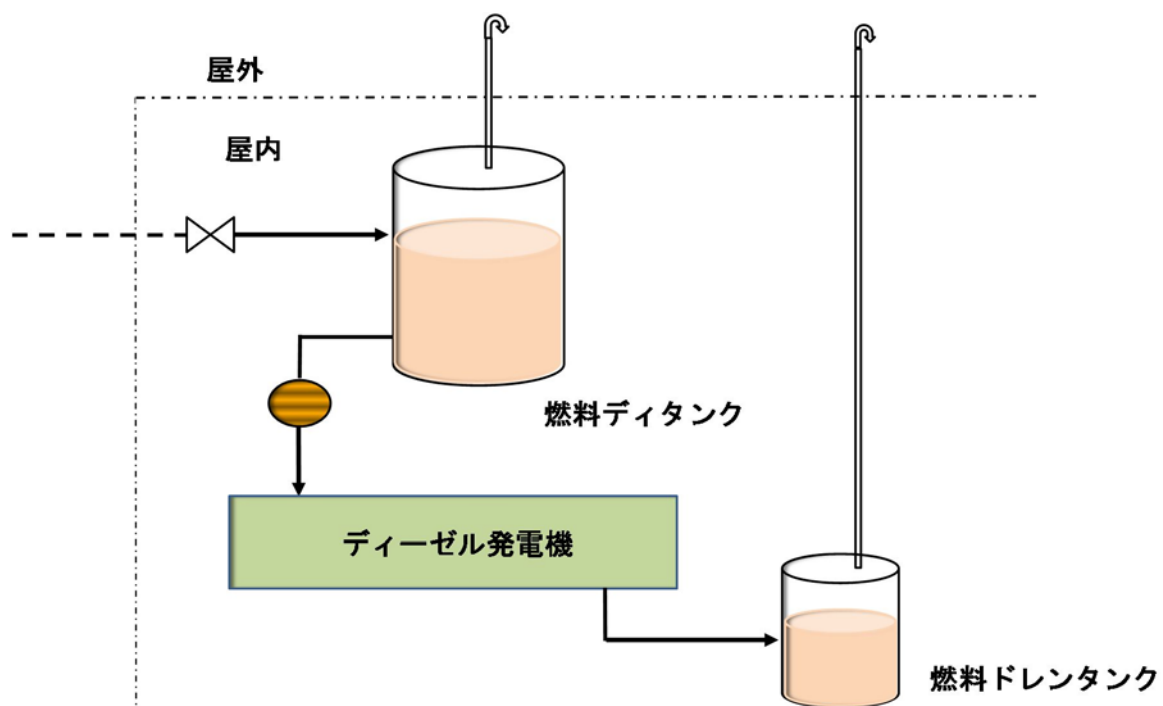 屋外
屋内
燃料ディタンク
ディーゼル発電機
燃料ドレンタンク